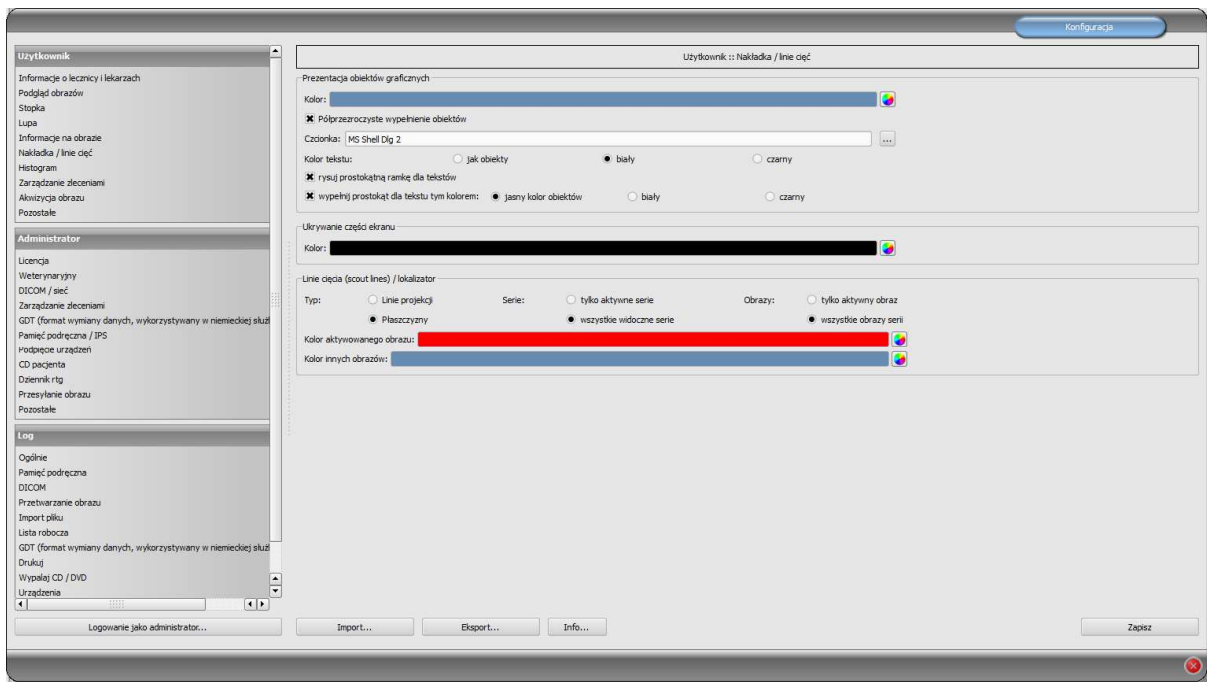 Konfiguracja
Użytkownik
Informacje o lecznicy i lekarzach
Podgląd obrazów
Stopka
Lupa
Informacje na obrazie
Nakładka / linie cięć
Histogram
Zarządzanie zleceniami
Akwizycja obrazu
Pozostałe
Administrator
Licencja
Weterynaryjny
DICOM / sieć
Zarządzanie zleceniami
GDT (format wymiany danych, wykorzystywany w niemieckiej służ
Pamięć podręczna / IPS
Podpięcie urządzeń
CD pacjenta
Dziennik rtg
Przesyłanie obrazu
Pozostałe
Log
Ogólnie
Pamięć podręczna
DICOM
Przetwarzanie obrazu
Import pliku
Lista robocza
GDT (format wymiany danych, wykorzystywany w niemieckiej służ
Drukuj
Wypalaj CD / DVD
Urządzenia
Logowanie jako administrator...
Użytkownik :: Nakładka / linie cięć
Prezentacja obiektów graficznych
Kolor:
Półprzezroczyste wypełnienie obiektów
Czcionka: MS Shell Dlg 2 ...
Kolor tekstu: jak obiekty biały czarny
rysuj prostokątną ramkę dla tekstów
wypełnij prostokąt dla tekstu tym kolorem: jasny kolor obiektów biały czarny
Ukrywanie części ekranu
Kolor:
Linie cięcia (scout lines) / lokalizator
Typ: Linie projekcji Serie: tylko aktywne serie Obrazy: tylko aktywny obraz
Płaszczyzny wszystkie widoczne serie wszystkie obrazy serii
Kolor aktywowanego obrazu:
Kolor innych obrazów:
Import... Eksport... Info... Zapisz